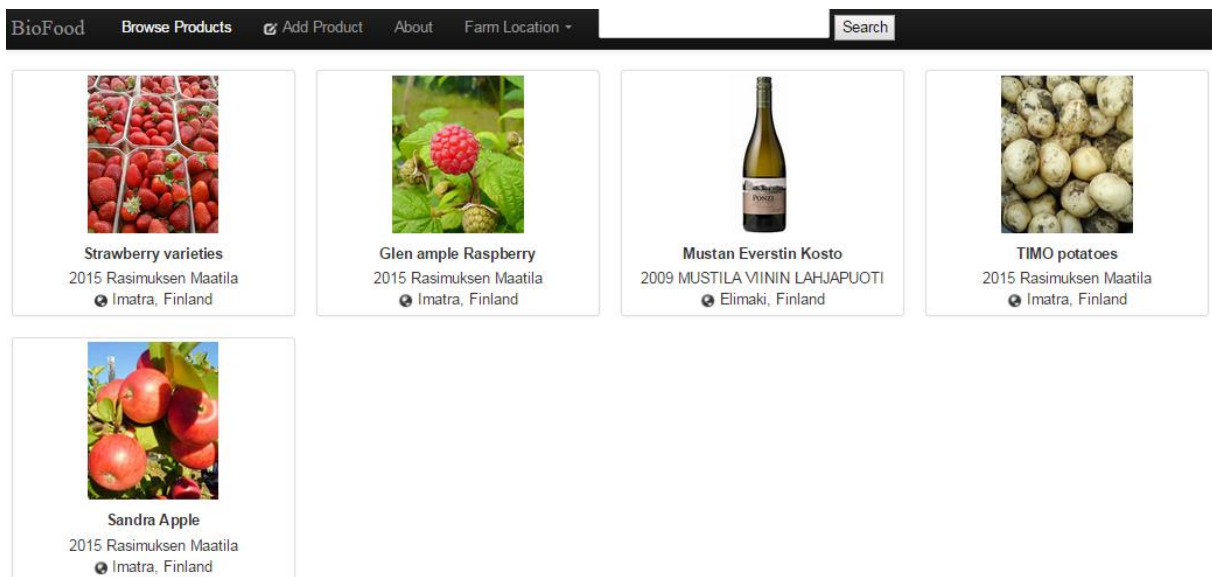 BioFood Browse Products Add Product About Farm Location Search
Strawberry varieties
2015 Rasimuksen Maatila
Imatra, Finland
Glen ample Raspberry
2015 Rasimuksen Maatila
Imatra, Finland
PONZI
Mustan Everstin Kosto
2009 MUSTILA VIININ LAHJAPUOTI
Elimaki, Finland
TIMO potatoes
2015 Rasimuksen Maatila
Imatra, Finland
Sandra Apple
2015 Rasimuksen Maatila
Imatra, Finland